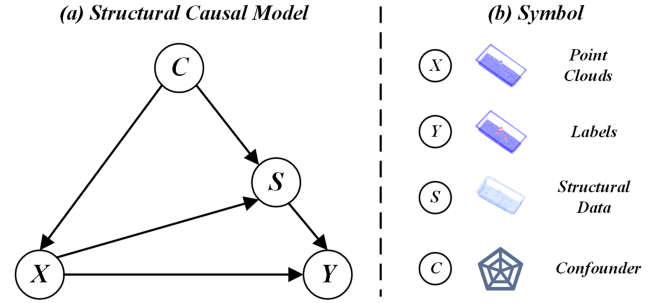 (a) Structural Causal Model
C
S
X
Y
(b) Symbol
X
Point
Clouds
Y
Labels
S
Structural
Data
C
Confounder